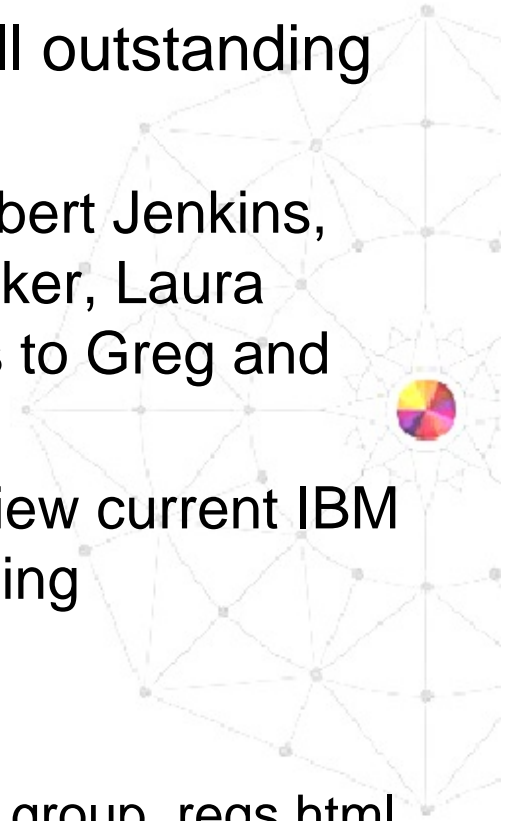 ll outstanding
bert Jenkins,
ker, Laura
s to Greg and
iew current IBM
ing
group_regs.html